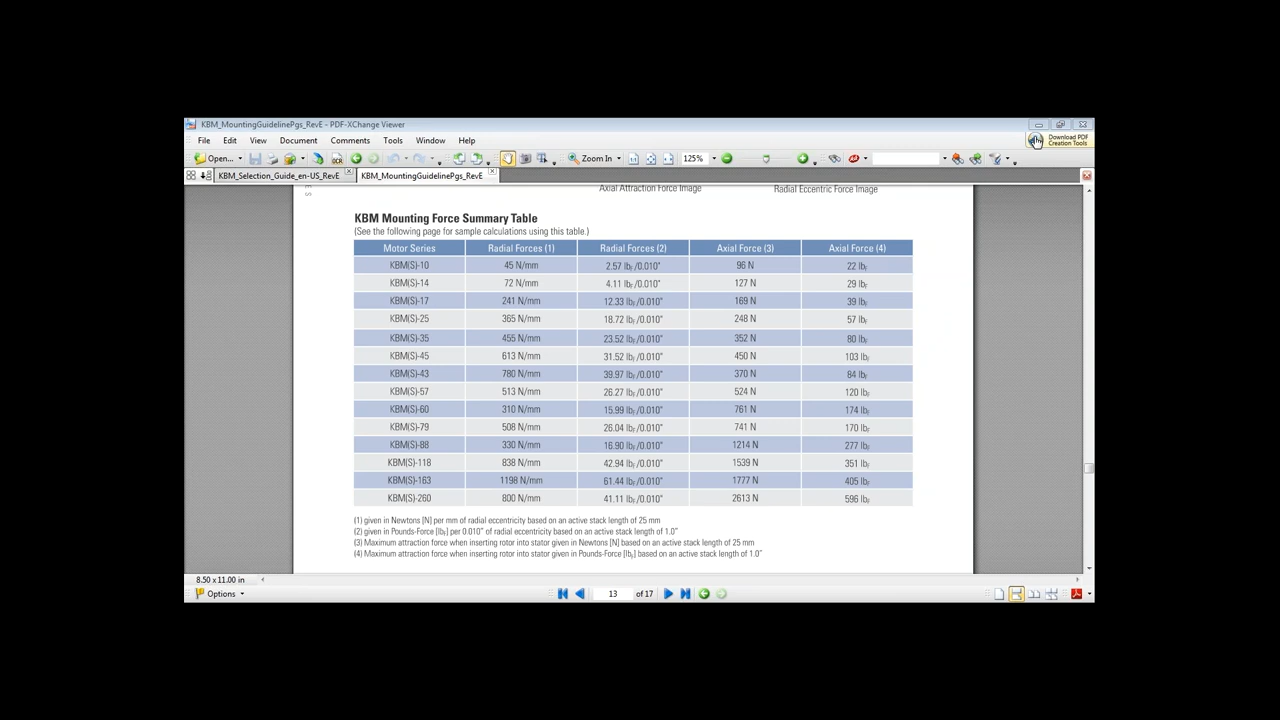 KBM_MountingGuidelinePgs_RevE - PDF-XChange Viewer
File Edit View Document Comments Tools Window Help
Download PDF Creation Tools
Open... Zoom In 125%
KBM_Selection_Guide_en-US_RevE KBM_MountingGuidelinePgs_RevE
Axial Attraction Force Image Radial Eccentric Force Image
KBM Mounting Force Summary Table
(See the following page for sample calculations using this table.)
Motor Series Radial Forces (1) Radial Forces (2) Axial Force (3) Axial Force (4)
KBM(S)-10 45 N/mm 2.57 lbF /0.010" 96 N 22 lbF
KBM(S)-14 72 N/mm 4.11 lbF /0.010" 127 N 29 lbF
KBM(S)-17 241 N/mm 12.33 lbF /0.010" 169 N 39 lbF
KBM(S)-25 365 N/mm 18.72 lbF /0.010" 248 N 57 lbF
KBM(S)-35 455 N/mm 23.52 lbF /0.010" 352 N 80 lbF
KBM(S)-45 613 N/mm 31.52 lbF /0.010" 450 N 103 lbF
KBM(S)-43 780 N/mm 39.97 lbF /0.010" 370 N 84 lbF
KBM(S)-57 513 N/mm 26.27 lbF /0.010" 524 N 120 lbF
KBM(S)-60 310 N/mm 15.99 lbF /0.010" 761 N 174 lbF
KBM(S)-79 508 N/mm 26.04 lbF /0.010" 741 N 170 lbF
KBM(S)-88 330 N/mm 16.90 lbF /0.010" 1214 N 277 lbF
KBM(S)-118 838 N/mm 42.94 lbF /0.010" 1539 N 351 lbF
KBM(S)-163 1198 N/mm 61.44 lbF /0.010" 1777 N 405 lbF
KBM(S)-260 800 N/mm 41.11 lbF /0.010" 2613 N 596 lbF
(1) given in Newtons [N] per mm of radial eccentricity based on an active stack length of 25 mm
(2) given in Pounds-Force [lbF] per 0.010" of radial eccentricity based on an active stack length of 1.0"
(3) Maximum attraction force when inserting rotor into stator given in Newtons [N] based on an active stack length of 25 mm
(4) Maximum attraction force when inserting rotor into stator given in Pounds-Force [lbF] based on an active stack length of 1.0"
8.50 x 11.00 in
Options 13 of 17